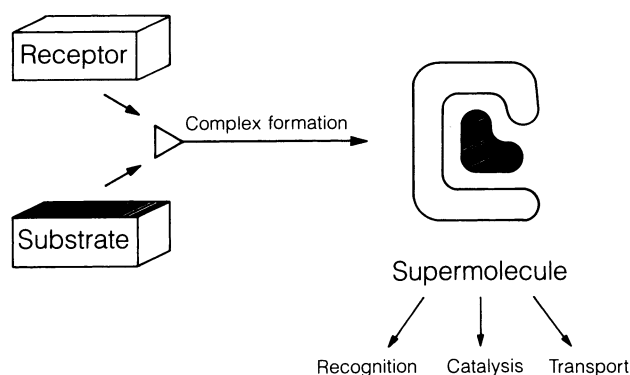 Receptor
Complex formation
Substrate
Supermolecule
Recognition Catalysis Transport